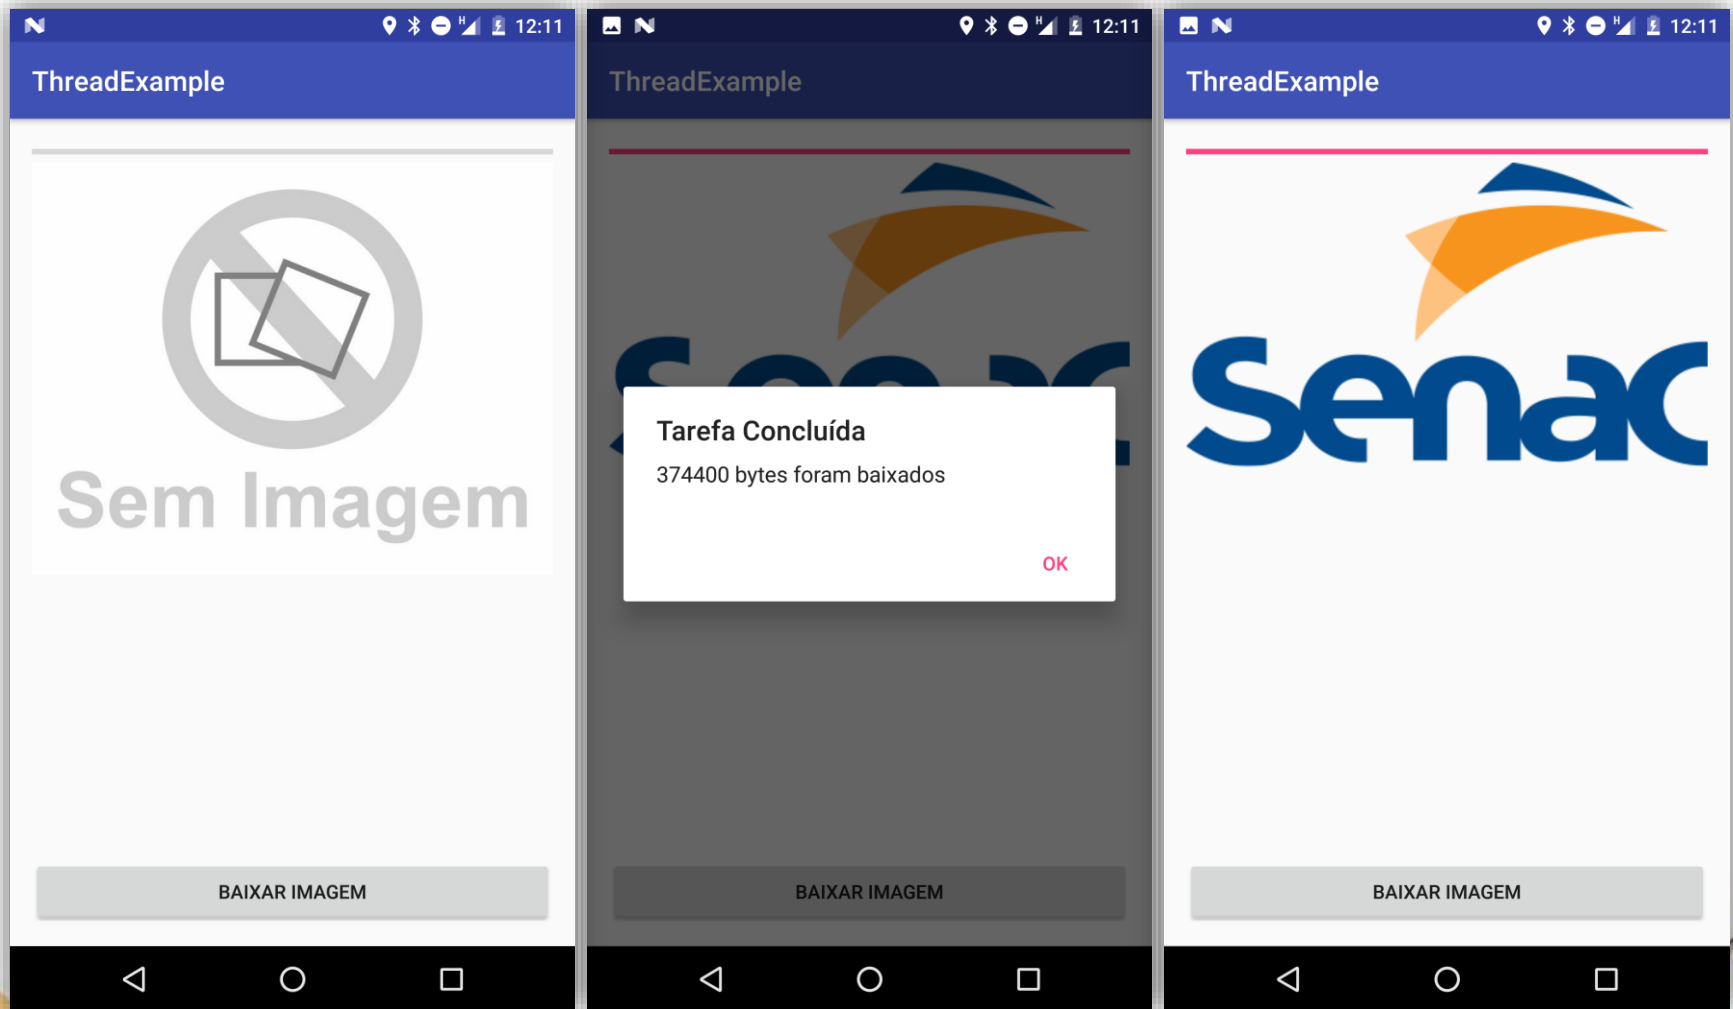 12:11
ThreadExample
Sem Imagem
BAIXAR IMAGEM
12:11
ThreadExample
Senac
Tarefa Concluída
374400 bytes foram baixados
OK
BAIXAR IMAGEM
12:11
ThreadExample
Senac
BAIXAR IMAGEM